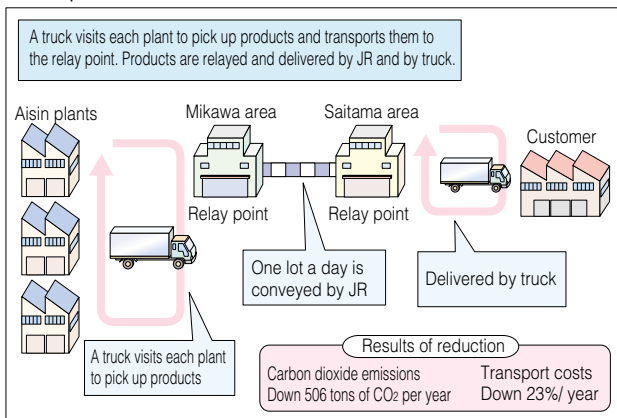 A truck visits each plant to pick up products and transports them to
the relay point. Products are relayed and delivered by JR and by truck.
Aisin plants
Mikawa area
Saitama area
Customer
Relay point
Relay point
One lot a day is
conveyed by JR
Delivered by truck
A truck visits each plant
to pick up products
Results of reduction
Carbon dioxide emissions
Down 506 tons of CO₂ per year
Transport costs
Down 23%/ year